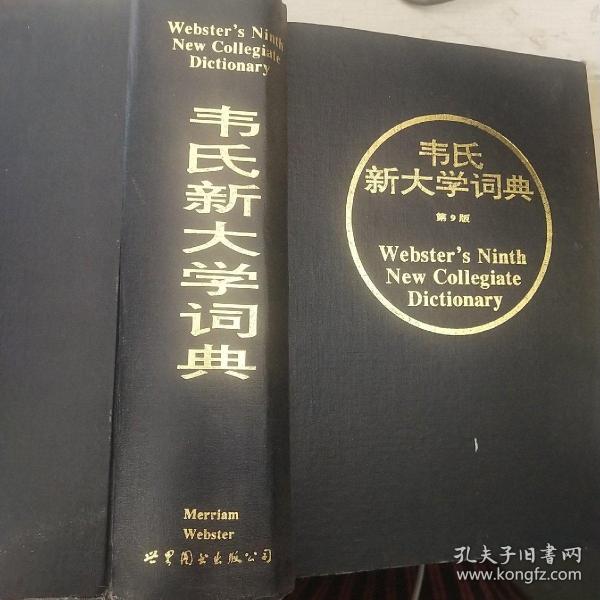 Webster's Ninth
New Collegiate
Dictionary
韦氏新大学词典
Merriam
Webster
世界图书出版公司
韦氏
新大学词典
第9版
Webster's Ninth
New Collegiate
Dictionary
孔夫子旧书网
www.kongfz.com